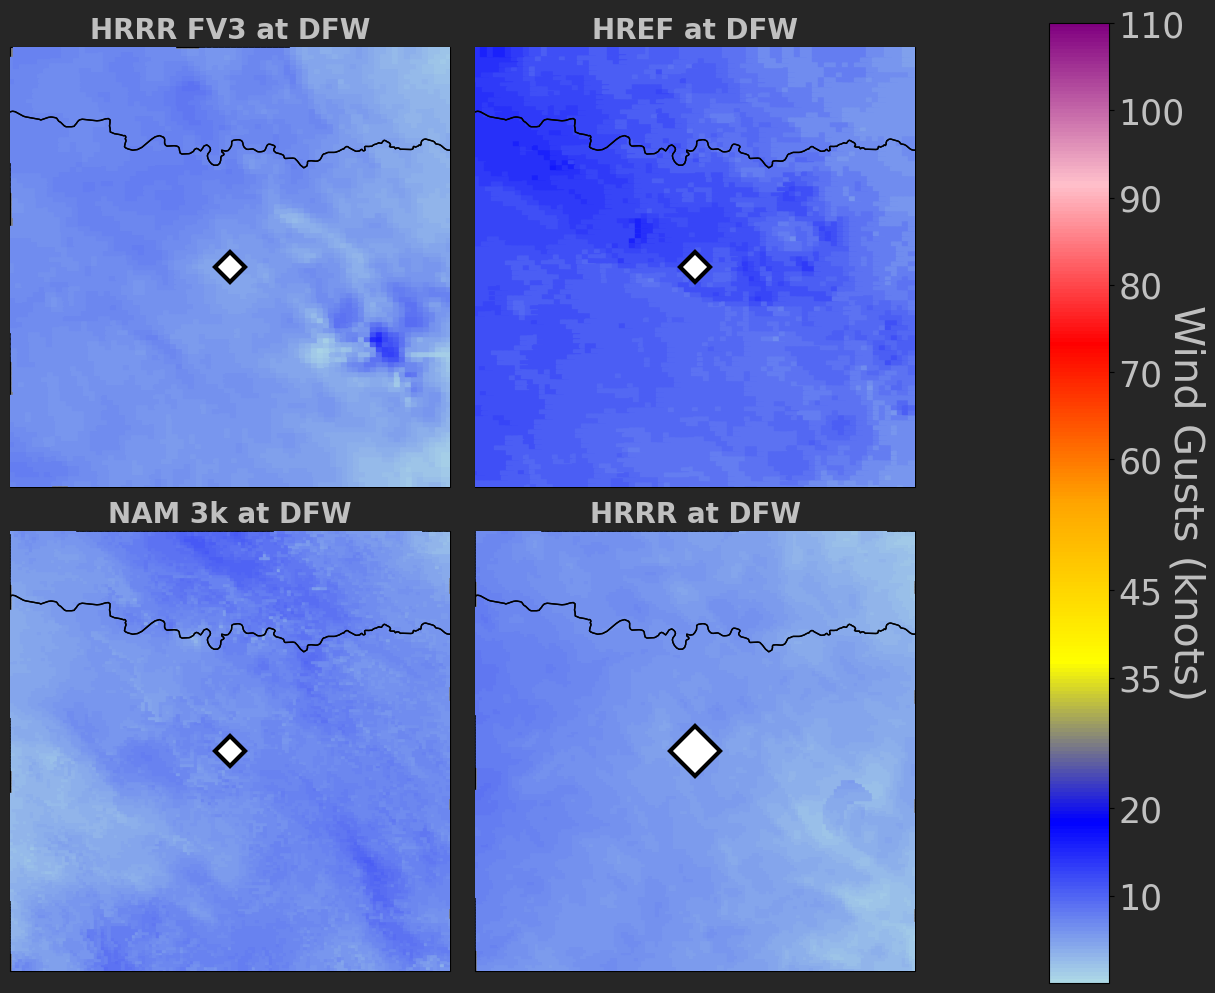 HRRR FV3 at DFW
HREF at DFW
NAM 3k at DFW
HRRR at DFW
110
100
90
80
70
60
45
35
20
10
Wind Gusts (knots)